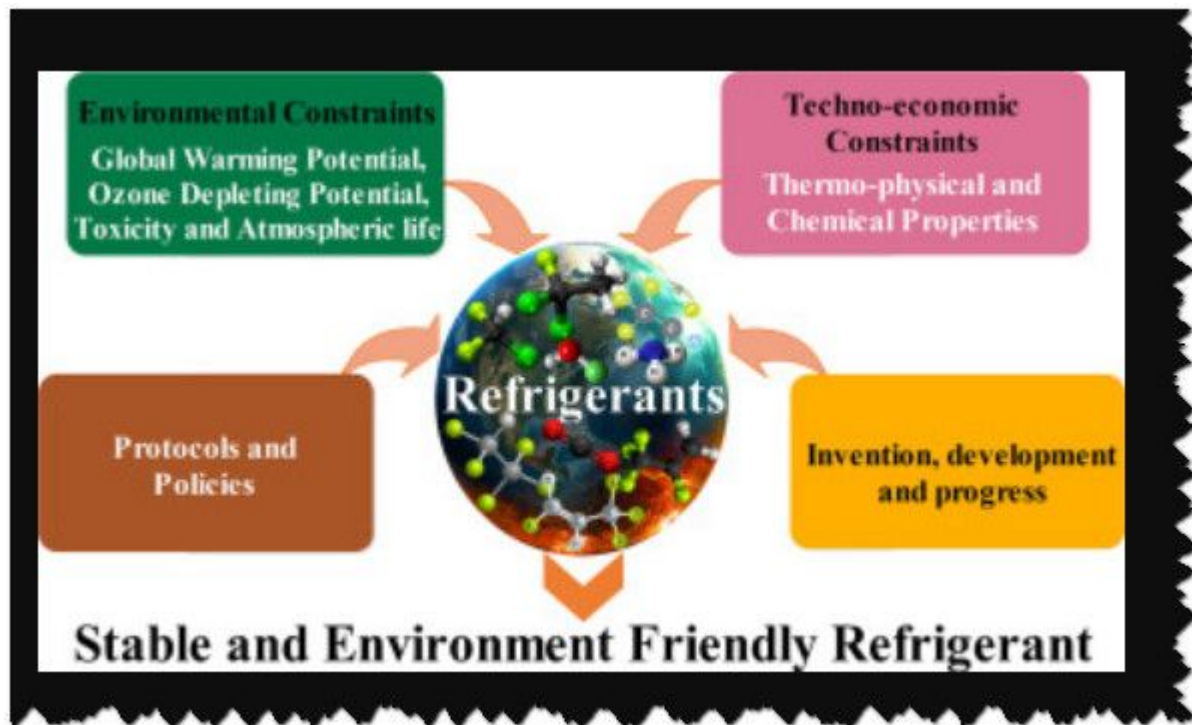 Environmental Constraints
Global Warming Potential,
Ozone Depleting Potential,
Toxicity and Atmospheric life
Techno-economic
Constraints
Thermo-physical and
Chemical Properties
Refrigerants
Protocols and
Policies
Invention, development
and progress
Stable and Environment Friendly Refrigerant